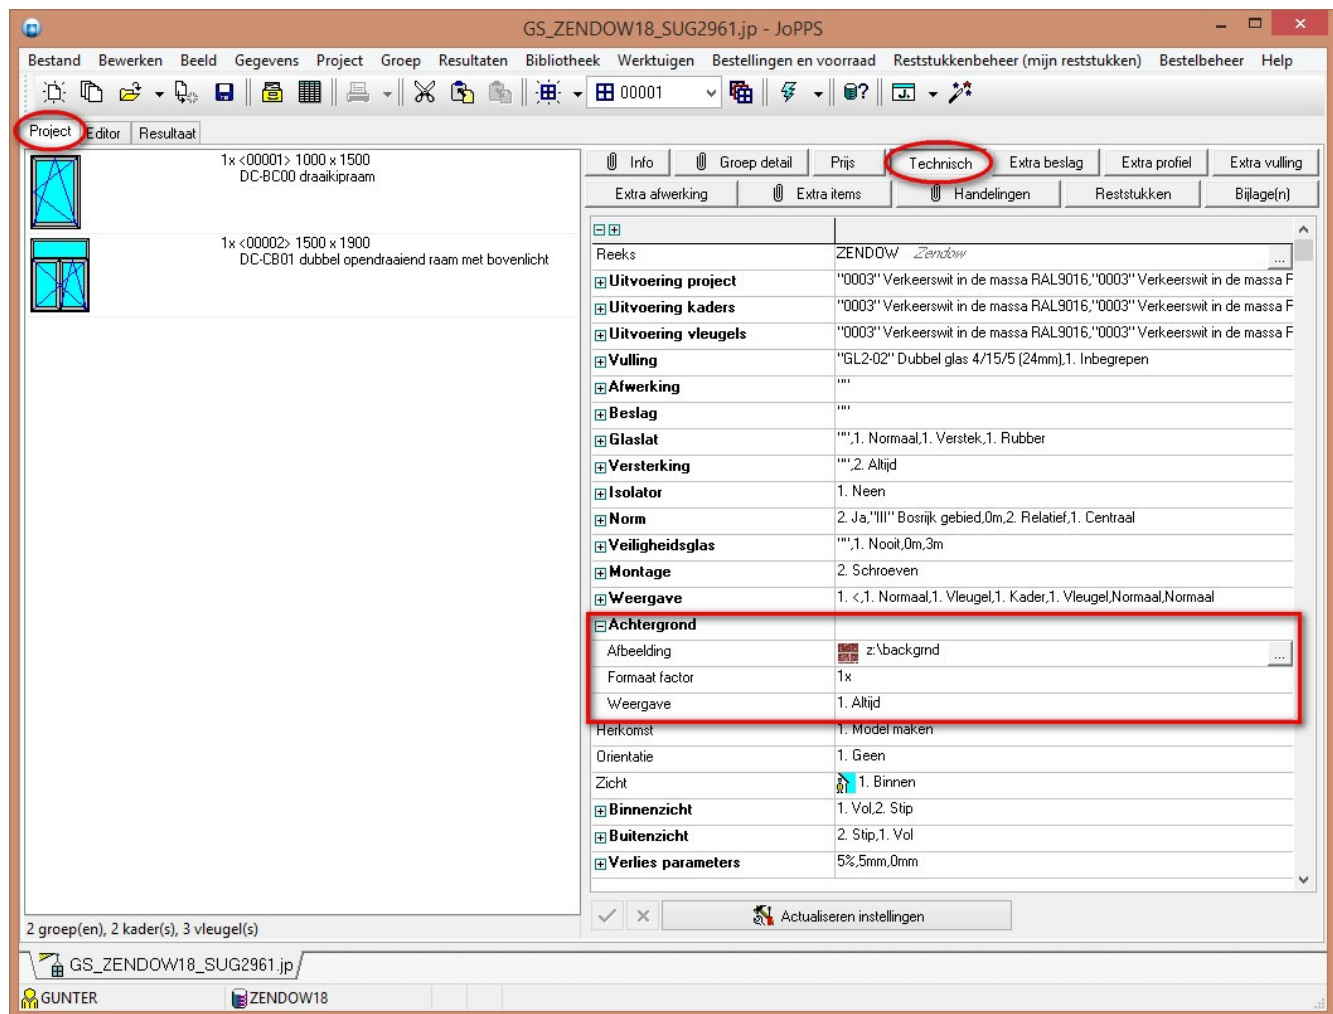 GS_ZENDOW18_SUG2961.jp - JoPPS
Bestand Bewerken Beeld Gegevens Project Groep Resultaten Bibliotheek Werktuigen Bestellingen en voorraad Reststukkenbeheer (mijn reststukken) Bestelbeheer Help
00001
Project Editor Resultaat
1x <00001> 1000 x 1500
DC-BC00 draaikipraam
1x <00002> 1500 x 1900
DC-CB01 dubbel opendraaiend raam met bovenlicht
Info Groep detail Prijs Technisch Extra beslag Extra profiel Extra vulling
Extra afwerking Extra items Handelingen Reststukken Bijlage(n)
Reeks ZENDOW Zendow ...
Uitvoering project "0003" Verkeerswit in de massa RAL9016,"0003" Verkeerswit in de massa F
Uitvoering kaders "0003" Verkeerswit in de massa RAL9016,"0003" Verkeerswit in de massa F
Uitvoering vleugels "0003" Verkeerswit in de massa RAL9016,"0003" Verkeerswit in de massa F
Vulling "GL2-02" Dubbel glas 4/15/5 (24mm),1. Inbegrepen
Afwerking ""
Beslag ""
Glaslat "",1. Normaal,1. Verstek,1. Rubber
Versterking "",2. Altijd
Isolator 1. Neen
Norm 2. Ja,"III" Bosrijk gebied,0m,2. Relatief,1. Centraal
Veiligheidsglas "",1. Nooit,0m,3m
Montage 2. Schroeven
Weergave 1. <,1. Normaal,1. Vleugel,1. Kader,1. Vleugel,Normaal,Normaal
Achtergrond
Afbeelding z:\backgrnd ...
Formaat factor 1x
Weergave 1. Altijd
Herkomst 1. Model maken
Orientatie 1. Geen
Zicht 1. Binnen
Binnenzicht 1. Vol,2. Stip
Buitenzicht 2. Stip,1. Vol
Verlies parameters 5%,5mm,0mm
Actualiseren instellingen
2 groep(en), 2 kader(s), 3 vleugel(s)
GS_ZENDOW18_SUG2961.jp
GUNTER ZENDOW18